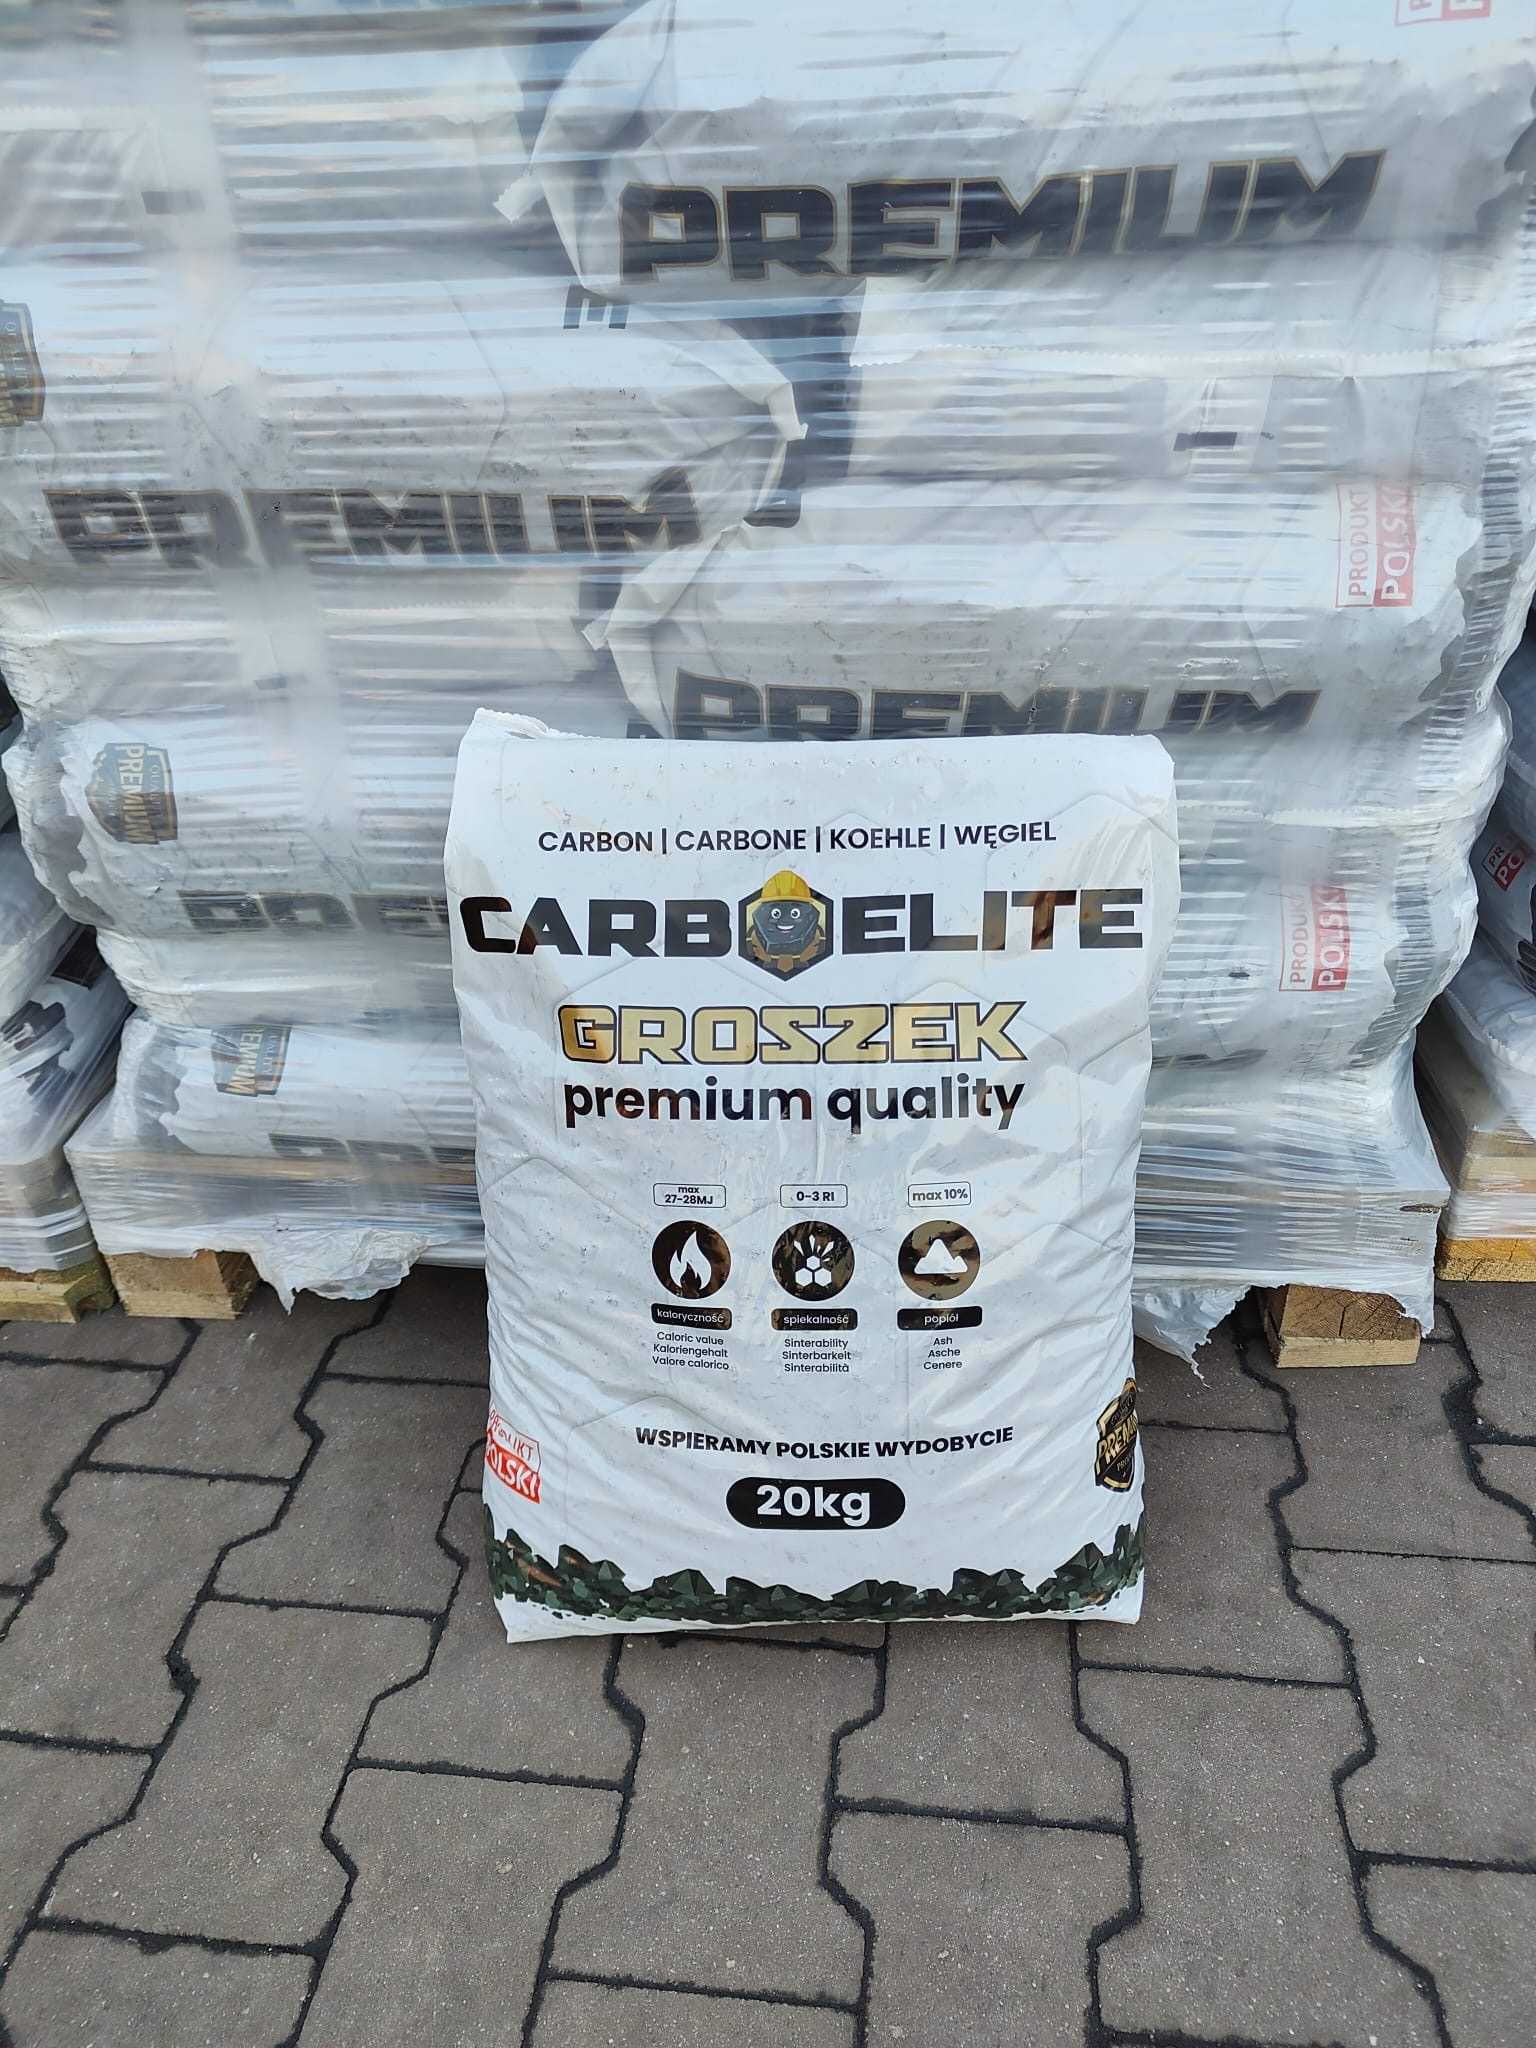 PREMIUM
PREMIUM
PRODUKT
POLSKI
PREMIUM
PREMIUM
PRODUKT
POLSKI
PREMIUM
CARBON | CARBONE | KOEHLE | WĘGIEL
CARBOELITE
GROSZEK
premium quality
max
27-28MJ
0-3 RI
max 10%
kaloryczność
spiekalność
popiół
Caloric value
Kaloriengehalt
Valore calorico
Sinterability
Sinterbarkeit
Sinterabilità
Ash
Asche
Cenere
WSPIERAMY POLSKIE WYDOBYCIE
20kg
PRODUKT
POLSKI
PREMIUM